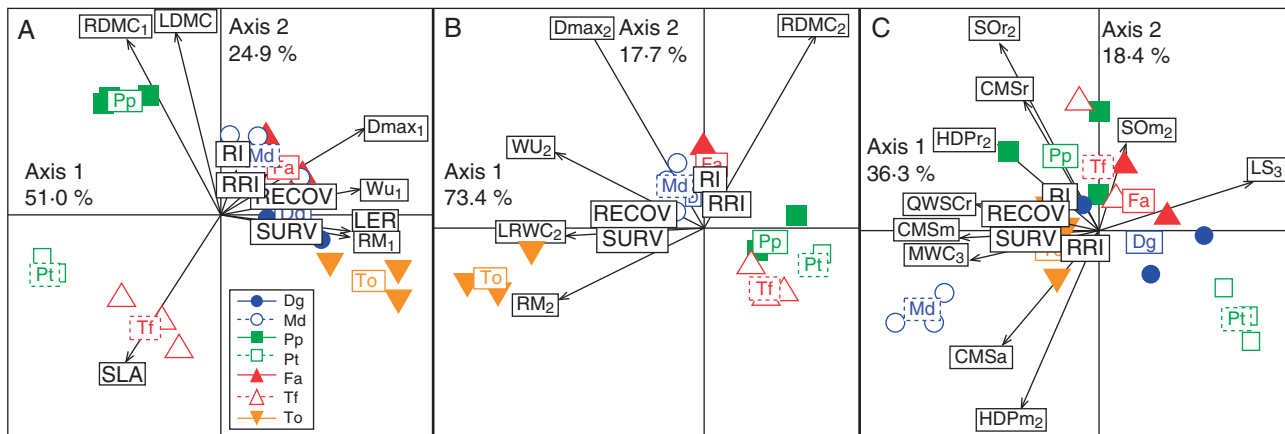 A
RDMC1
LDMC
Axis 2
24·9 %
Pp
Dmax1
RI
Md
Fa
Axis 1
51·0 %
RRI
RECOV
Wu1
Dg
LER
SURV
RM1
Pt
To
Tf
SLA
Dg
Md
Pp
Pt
Fa
Tf
To
B
Dmax2
Axis 2
17·7 %
RDMC2
WU2
Fa
RI
Md
Axis 1
73.4 %
RECOV
RRI
LRWC2
SURV
Pp
Pt
To
Tf
RM2
C
SOr2
Axis 2
18·4 %
CMSr
SOm2
HDPr2
Pp
Tf
Axis 1
36·3 %
LS3
RI
QWSCr
RECOV
Fa
CMSm
SURV
RRI
Dg
MWC3
Md
Pt
CMSa
HDPm2